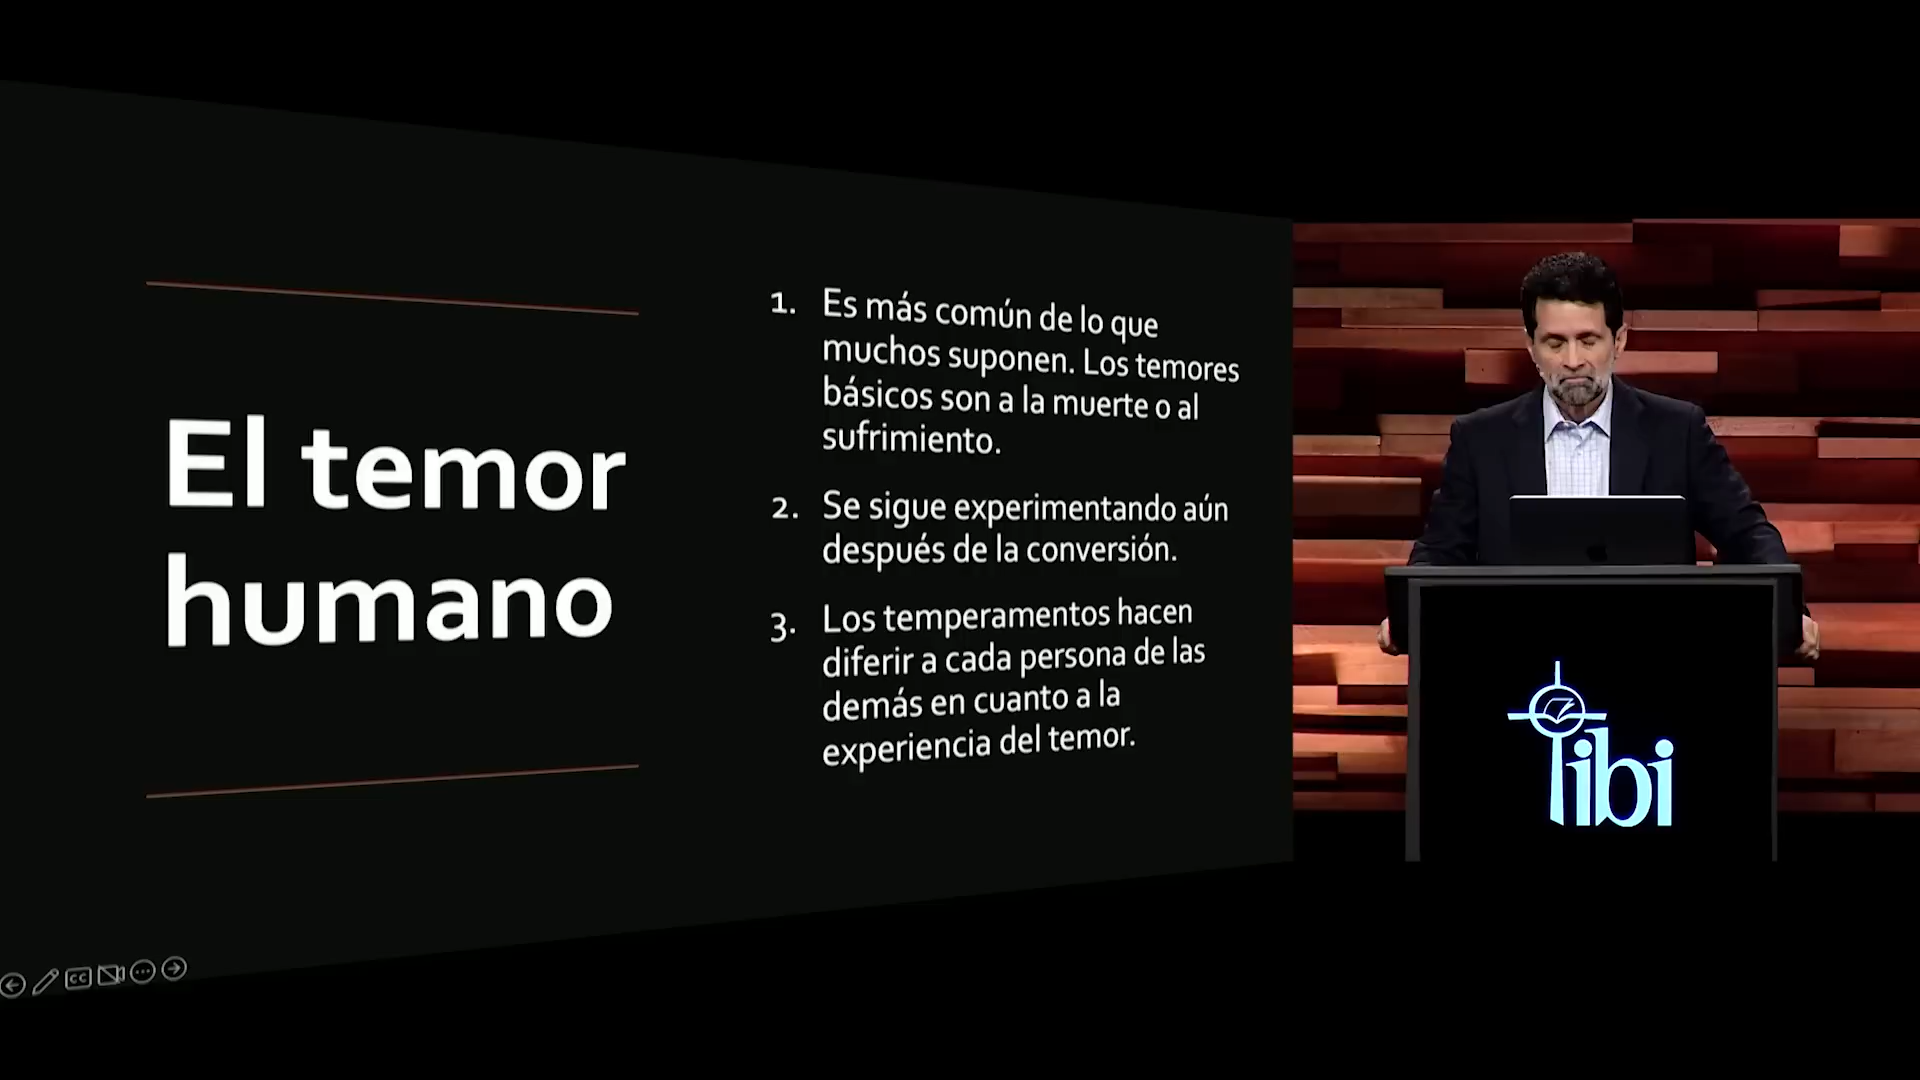 El temor
humano
1. Es más común de lo que
muchos suponen. Los temores
básicos son a la muerte o al
sufrimiento.
2. Se sigue experimentando aún
después de la conversión.
3. Los temperamentos hacen
diferir a cada persona de las
demás en cuanto a la
experiencia del temor.
CC
ibi